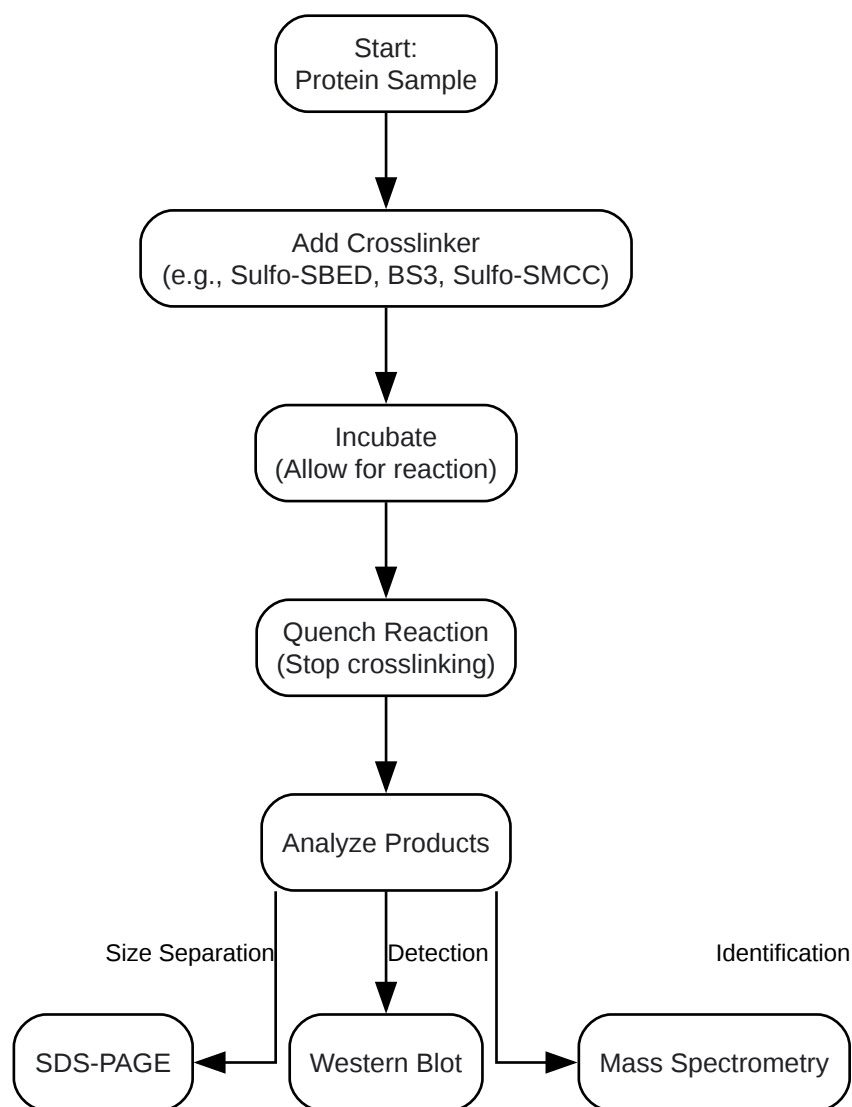 Start:
Protein Sample
Add Crosslinker
(e.g., Sulfo-SBED, BS3, Sulfo-SMCC)
Incubate
(Allow for reaction)
Quench Reaction
(Stop crosslinking)
Analyze Products
Size Separation
Detection
Identification
SDS-PAGE
Western Blot
Mass Spectrometry